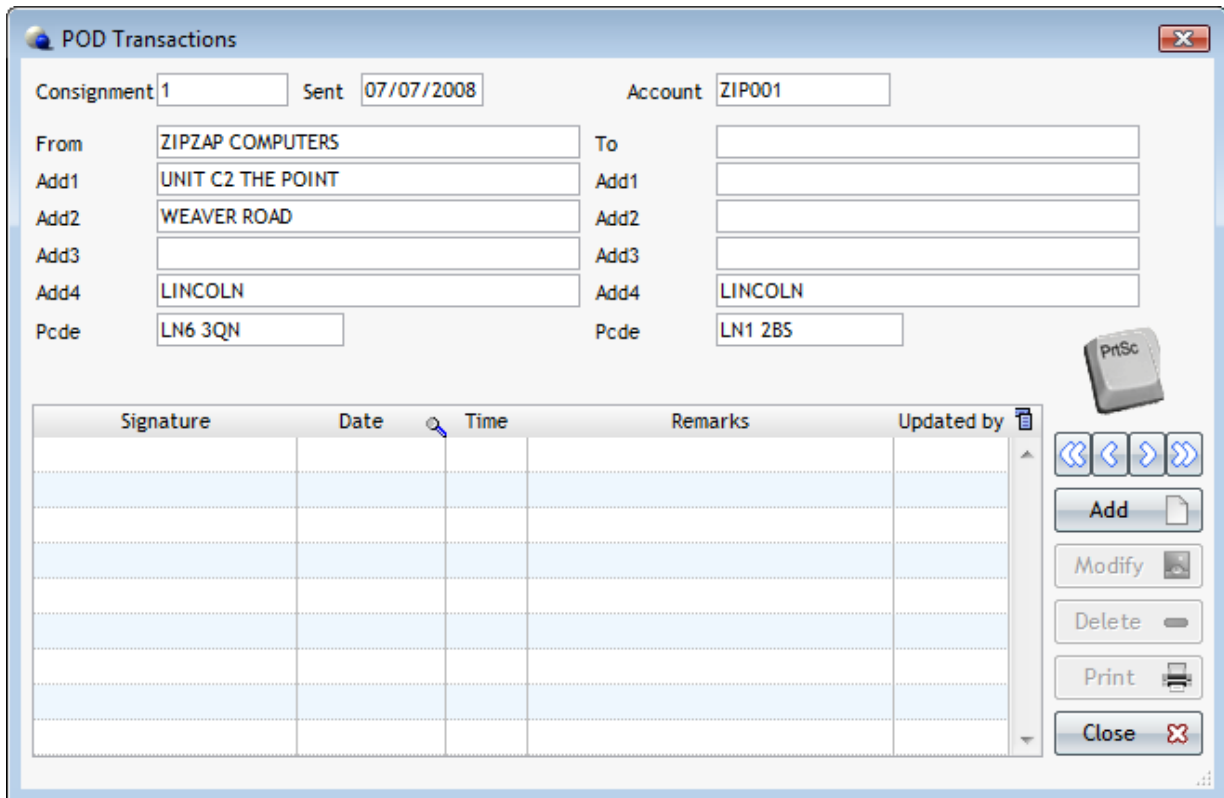 POD Transactions
Consignment 1 Sent 07/07/2008 Account ZIP001
From ZIPZAP COMPUTERS To
Add1 UNIT C2 THE POINT Add1
Add2 WEAVER ROAD Add2
Add3 Add3
Add4 LINCOLN Add4 LINCOLN
Pcde LN6 3QN Pcde LN1 2BS
PrtSc
Signature Date Time Remarks Updated by
Add
Modify
Delete
Print
Close